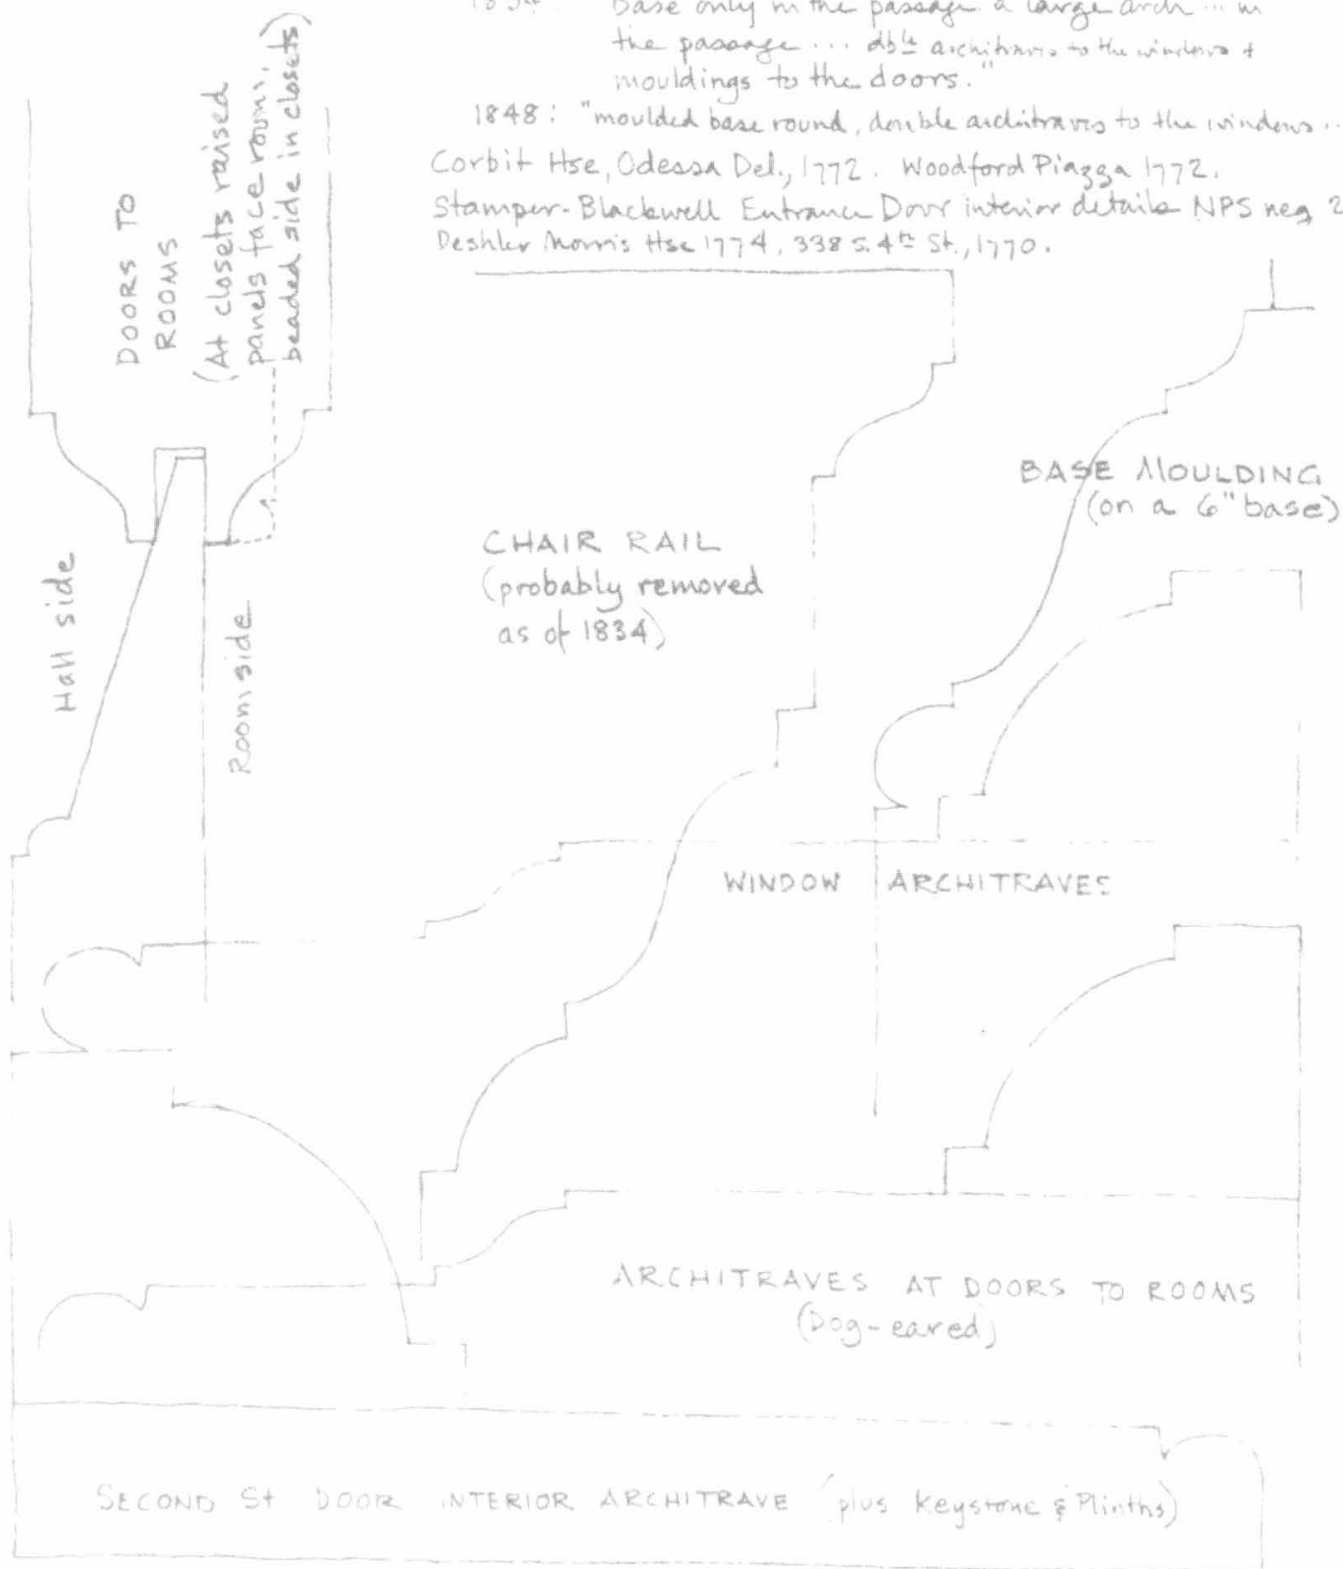 Base only in the passage a large arch ... in
the passage ... dble architraves to the windows &
mouldings to the doors."
1848: "moulded base round, double architraves to the windows ..
Corbit Hse, Odessa Del., 1772. Woodford Piazza 1772.
Stamper-Blackwell Entrance Door interior details NPS neg 2
Deshler Morris Hse 1774, 338 S. 4th St., 1770.
DOORS TO
ROOMS
(At closets raised
panels face rooms,
beaded side in closets)
Hall side
Room side
CHAIR RAIL
(probably removed
as of 1834)
BASE MOULDING
(on a 6" base)
WINDOW ARCHITRAVES
ARCHITRAVES AT DOORS TO ROOMS
(Dog-eared)
SECOND St DOOR INTERIOR ARCHITRAVE (plus Keystone & Plinths)